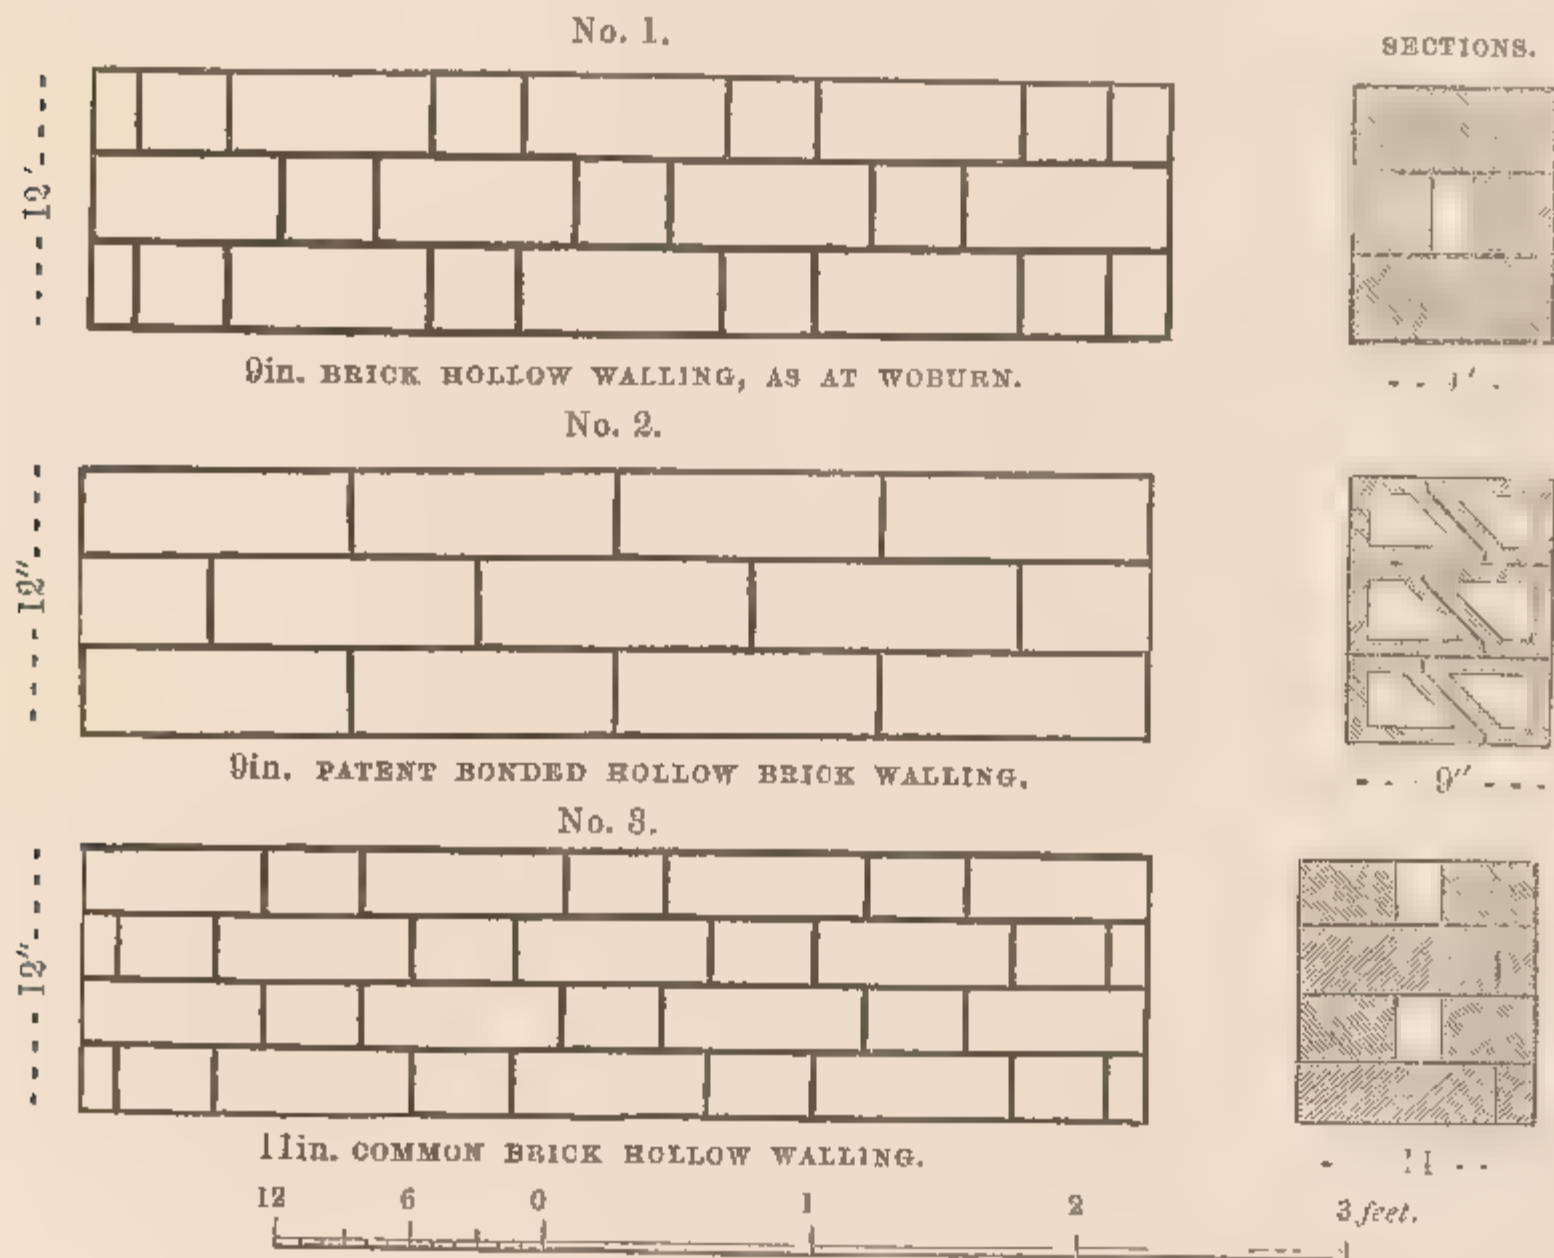 No. 1.
SECTIONS.
12′
9in. BRICK HOLLOW WALLING, AS AT WOBURN.
No. 2.
12″
9in. PATENT BONDED HOLLOW BRICK WALLING.
9″
No. 3.
12″
11in. COMMON BRICK HOLLOW WALLING.
11
12 6 0 1 2 3 feet.